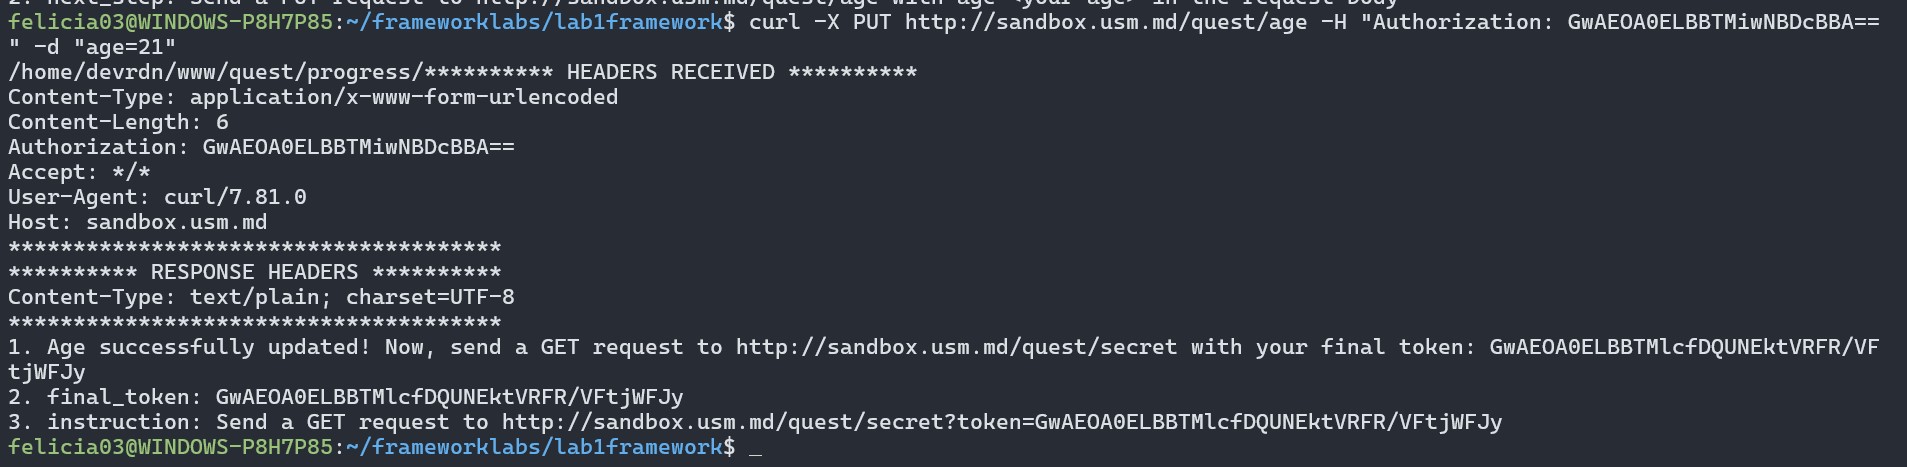 2. next_step: Send a PUT request to http://sandbox.usm.md/quest/age with age <your age> in the request body
felicia03@WINDOWS-P8H7P85:~/frameworklabs/lab1framework$ curl -X PUT http://sandbox.usm.md/quest/age -H "Authorization: GwAEOA0ELBBTMiwNBDcBBA==
" -d "age=21"
/home/devrdn/www/quest/progress/********** HEADERS RECEIVED **********
Content-Type: application/x-www-form-urlencoded
Content-Length: 6
Authorization: GwAEOA0ELBBTMiwNBDcBBA==
Accept: */*
User-Agent: curl/7.81.0
Host: sandbox.usm.md
**************************************
********** RESPONSE HEADERS **********
Content-Type: text/plain; charset=UTF-8
**************************************
1. Age successfully updated! Now, send a GET request to http://sandbox.usm.md/quest/secret with your final token: GwAEOA0ELBBTMlcfDQUNEktVRFR/VF
tjWFJy
2. final_token: GwAEOA0ELBBTMlcfDQUNEktVRFR/VFtjWFJy
3. instruction: Send a GET request to http://sandbox.usm.md/quest/secret?token=GwAEOA0ELBBTMlcfDQUNEktVRFR/VFtjWFJy
felicia03@WINDOWS-P8H7P85:~/frameworklabs/lab1framework$ _